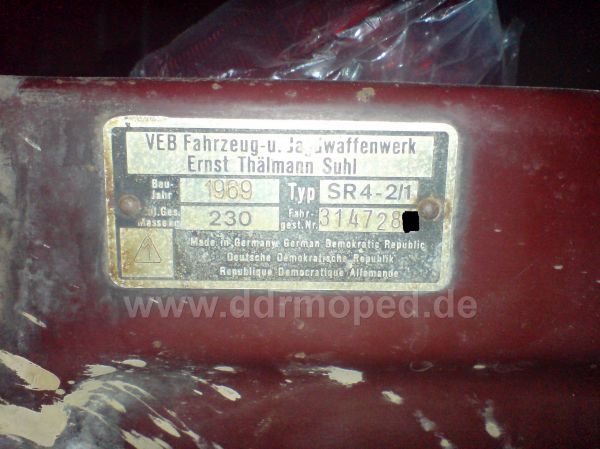 VEB Fahrzeug-u. Jagdwaffenwerk
Ernst Thälmann Suhl
Bau-
Jahr 1969 Typ SR4-2/1
Zul.Ges.
Masse kg 230 Fahr-
gest.Nr. 314728
Made in Germany German Demokratic Republic
Deutsche Demokratische Republik
Republique Democratique Allemande
www.ddrmoped.de